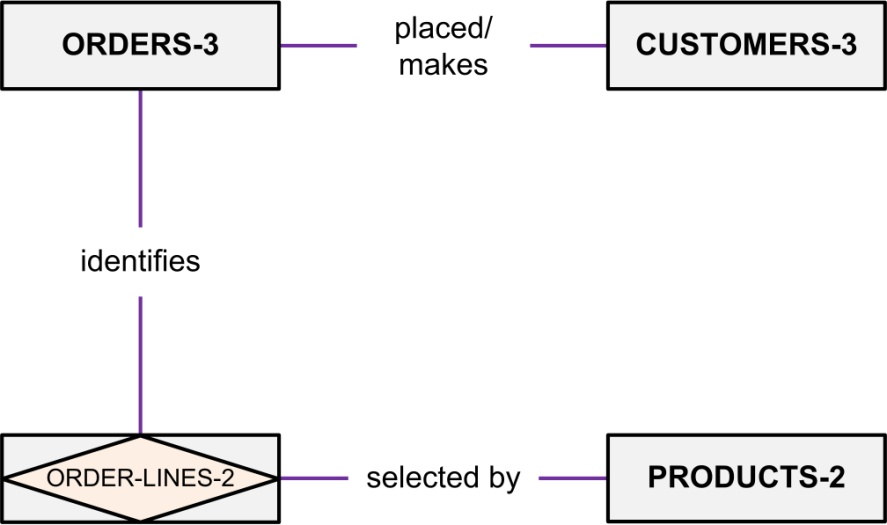 ORDERS-3
placed/
makes
CUSTOMERS-3
identifies
ORDER-LINES-2
selected by
PRODUCTS-2